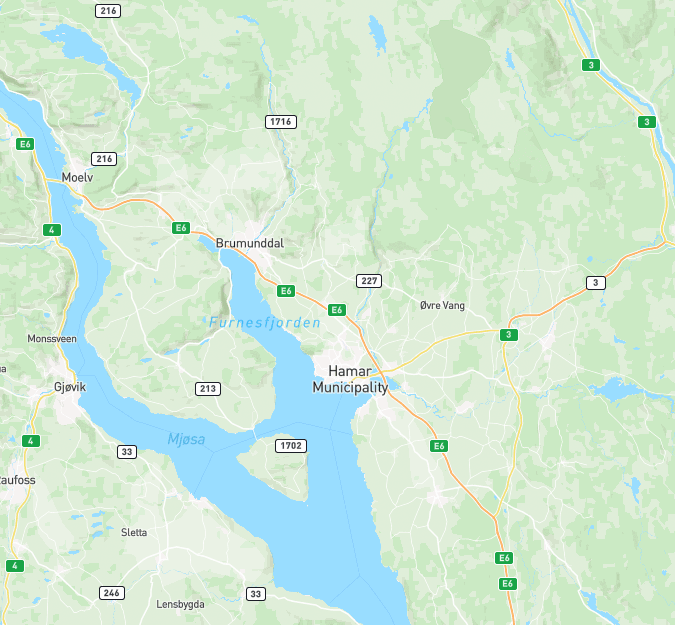 216
3
1716
3
E6
216
Moelv
E6
4
Brumunddal
227
3
E6
E6
Øvre Vang
Furnesfjorden
Monssveen
3
Hamar
Municipality
Gjøvik
213
Mjøsa
4
1702
E6
33
Sletta
E6
4
E6
246
33
Lensbygda